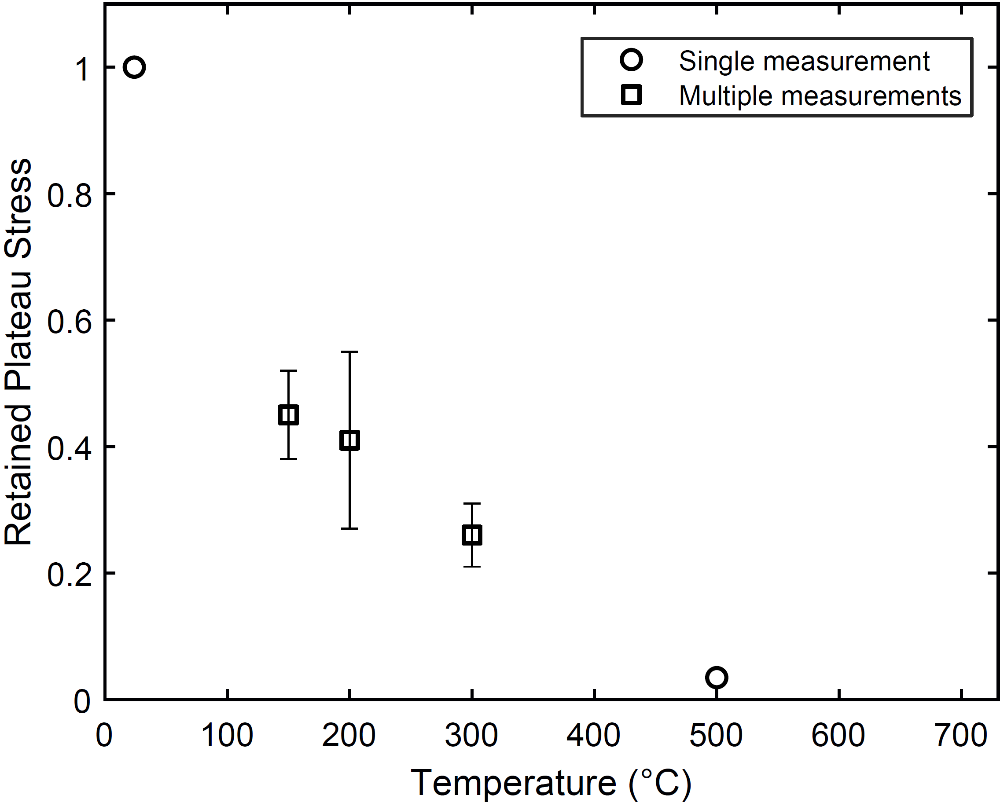 Single measurement
Multiple measurements
Retained Plateau Stress
1
0.8
0.6
0.4
0.2
0
0 100 200 300 400 500 600 700
Temperature (°C)